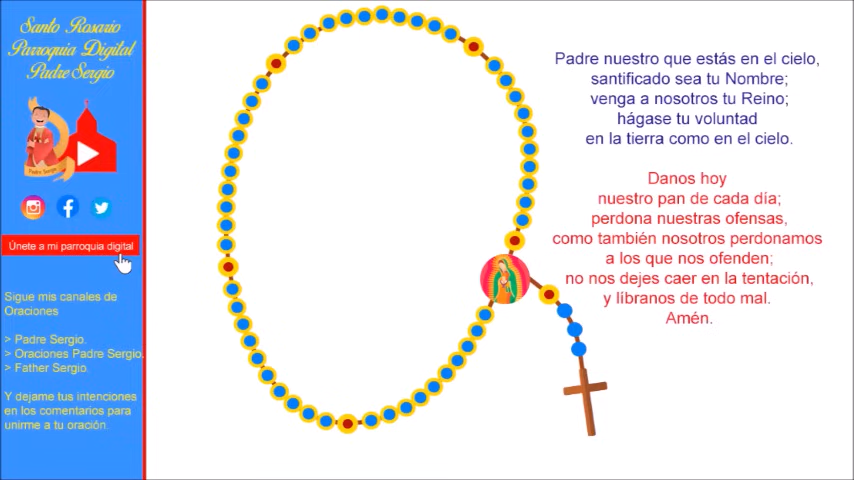 Santo Rosario
Parroquia Digital
Padre Sergio
Padre Sergio
Únete a mi parroquia digital
Sigue mis canales de
Oraciones
> Padre Sergio.
> Oraciones Padre Sergio.
> Father Sergio.
Y dejame tus intenciones
en los comentarios para
unirme a tu oración.
Padre nuestro que estás en el cielo,
santificado sea tu Nombre;
venga a nosotros tu Reino;
hágase tu voluntad
en la tierra como en el cielo.
Danos hoy
nuestro pan de cada día;
perdona nuestras ofensas,
como también nosotros perdonamos
a los que nos ofenden;
no nos dejes caer en la tentación,
y líbranos de todo mal.
Amén.